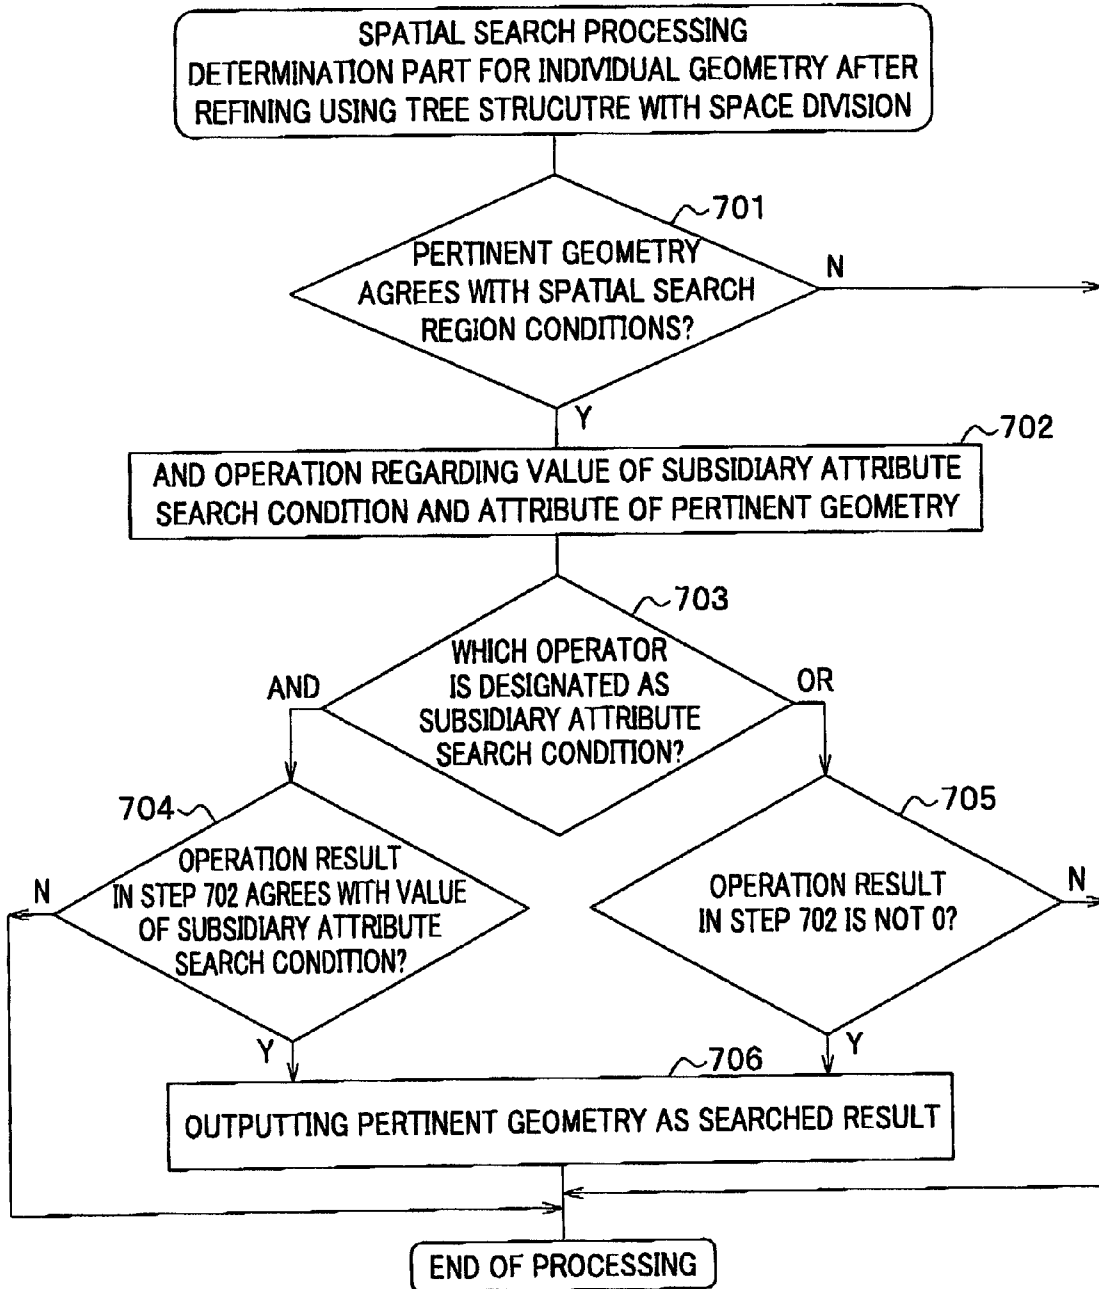 SPATIAL SEARCH PROCESSING
DETERMINATION PART FOR INDIVIDUAL GEOMETRY AFTER
REFINING USING TREE STRUCUTRE WITH SPACE DIVISION
701
PERTINENT GEOMETRY
AGREES WITH SPATIAL SEARCH
REGION CONDITIONS?
N
Y
702
AND OPERATION REGARDING VALUE OF SUBSIDIARY ATTRIBUTE
SEARCH CONDITION AND ATTRIBUTE OF PERTINENT GEOMETRY
703
WHICH OPERATOR
IS DESIGNATED AS
SUBSIDIARY ATTRIBUTE
SEARCH CONDITION?
AND
OR
704
OPERATION RESULT
IN STEP 702 AGREES WITH VALUE
OF SUBSIDIARY ATTRIBUTE
SEARCH CONDITION?
N
Y
705
OPERATION RESULT
IN STEP 702 IS NOT 0?
N
Y
706
OUTPUTTING PERTINENT GEOMETRY AS SEARCHED RESULT
END OF PROCESSING